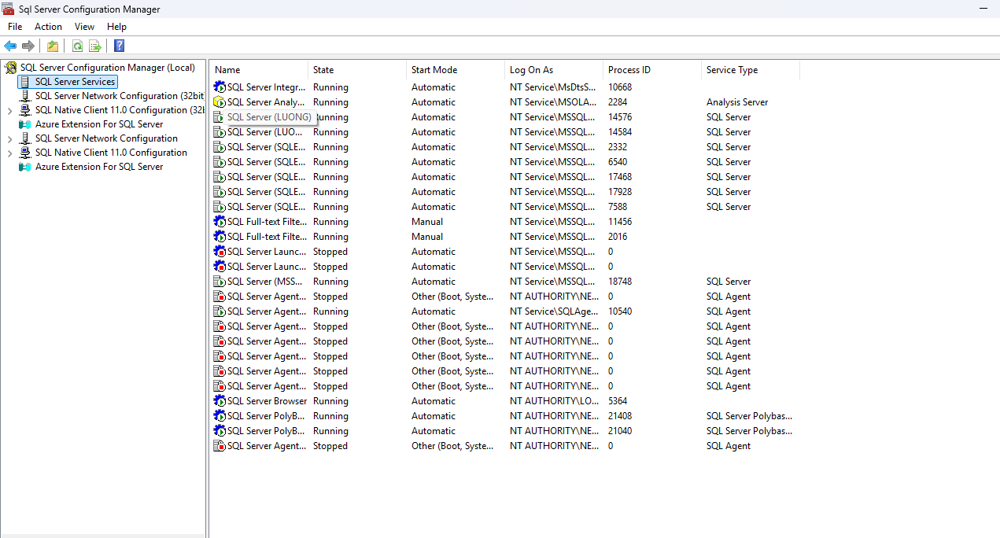 Sql Server Configuration Manager
File Action View Help
SQL Server Configuration Manager (Local)
SQL Server Services
SQL Server Network Configuration (32bit
SQL Native Client 11.0 Configuration (32l
Azure Extension For SQL Server
SQL Server Network Configuration
SQL Native Client 11.0 Configuration
Azure Extension For SQL Server
Name State Start Mode Log On As Process ID Service Type
SQL Server Integr... Running Automatic NT Service\MsDtsS... 10668
SQL Server Analy... Running Automatic NT Service\MSOLA... 2284 Analysis Server
SQL Server (LUONG) unning Automatic NT Service\MSSQL... 14576 SQL Server
SQL Server (LUO... Running Automatic NT Service\MSSQL... 14584 SQL Server
SQL Server (SQLE... Running Automatic NT Service\MSSQL... 2332 SQL Server
SQL Server (SQLE... Running Automatic NT Service\MSSQL... 6540 SQL Server
SQL Server (SQLE... Running Automatic NT Service\MSSQL... 17468 SQL Server
SQL Server (SQLE... Running Automatic NT Service\MSSQL... 17928 SQL Server
SQL Server (SQLE... Running Automatic NT Service\MSSQL... 7588 SQL Server
SQL Full-text Filte... Running Manual NT Service\MSSQL... 11456
SQL Full-text Filte... Running Manual NT Service\MSSQL... 2016
SQL Server Launc... Stopped Automatic NT Service\MSSQL... 0
SQL Server Launc... Stopped Automatic NT Service\MSSQL... 0
SQL Server (MSS... Running Automatic NT Service\MSSQL... 18748 SQL Server
SQL Server Agent... Stopped Other (Boot, Syste... NT AUTHORITY\NE... 0 SQL Agent
SQL Server Agent... Running Automatic NT Service\SQLAge... 10540 SQL Agent
SQL Server Agent... Stopped Other (Boot, Syste... NT AUTHORITY\NE... 0 SQL Agent
SQL Server Agent... Stopped Other (Boot, Syste... NT AUTHORITY\NE... 0 SQL Agent
SQL Server Agent... Stopped Other (Boot, Syste... NT AUTHORITY\NE... 0 SQL Agent
SQL Server Agent... Stopped Other (Boot, Syste... NT AUTHORITY\NE... 0 SQL Agent
SQL Server Agent... Stopped Other (Boot, Syste... NT AUTHORITY\NE... 0 SQL Agent
SQL Server Browser Running Automatic NT AUTHORITY\LO... 5364
SQL Server PolyB... Running Automatic NT AUTHORITY\NE... 21408 SQL Server Polybas...
SQL Server PolyB... Running Automatic NT AUTHORITY\NE... 21040 SQL Server Polybas...
SQL Server Agent... Stopped Other (Boot, Syste... NT AUTHORITY\NE... 0 SQL Agent